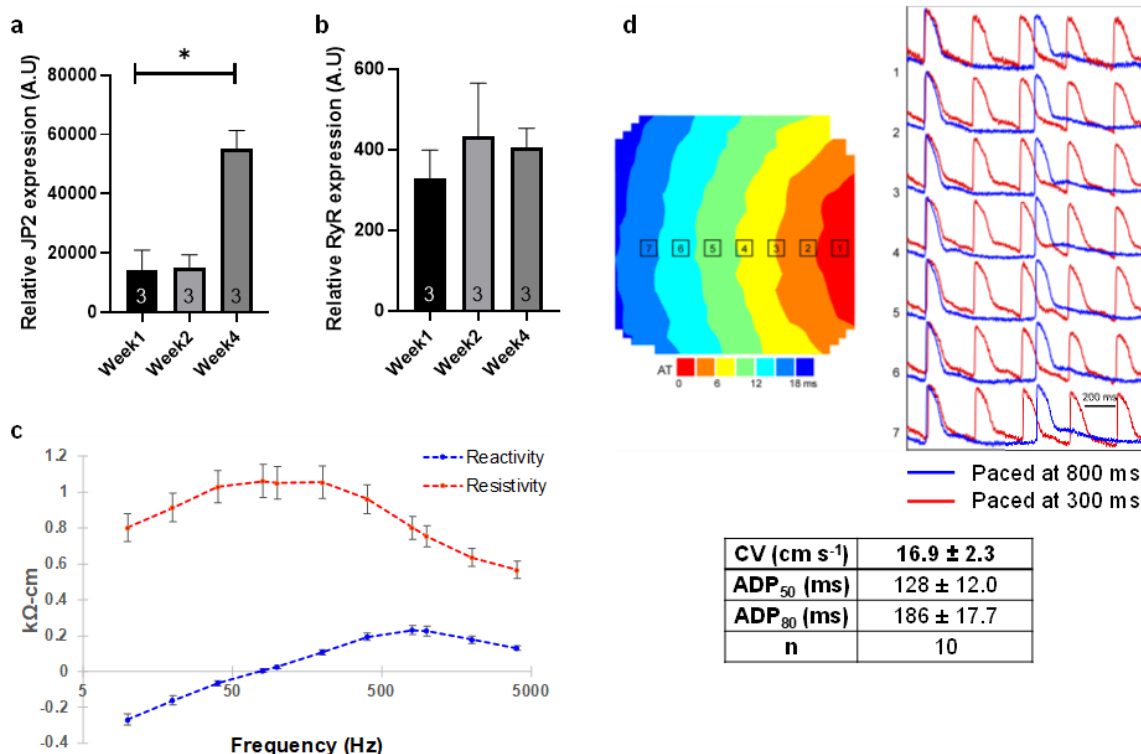 a
Relative JP2 expression (A.U)
80000
60000
40000
20000
0
*
3
3
3
Week1
Week2
Week4
b
Relative RyR expression (A.U)
600
400
200
0
3
3
3
Week1
Week2
Week4
c
kΩ-cm
1.2
1
0.8
0.6
0.4
0.2
0
-0.2
-0.4
5
50
500
5000
Frequency (Hz)
Reactivity
Resistivity
d
7
6
5
4
3
2
1
AT
0
6
12
18 ms
1
2
3
4
5
6
7
200 ms
Paced at 800 ms
Paced at 300 ms
CV (cm s⁻¹) 16.9 ± 2.3
ADP₅₀ (ms) 128 ± 12.0
ADP₈₀ (ms) 186 ± 17.7
n 10